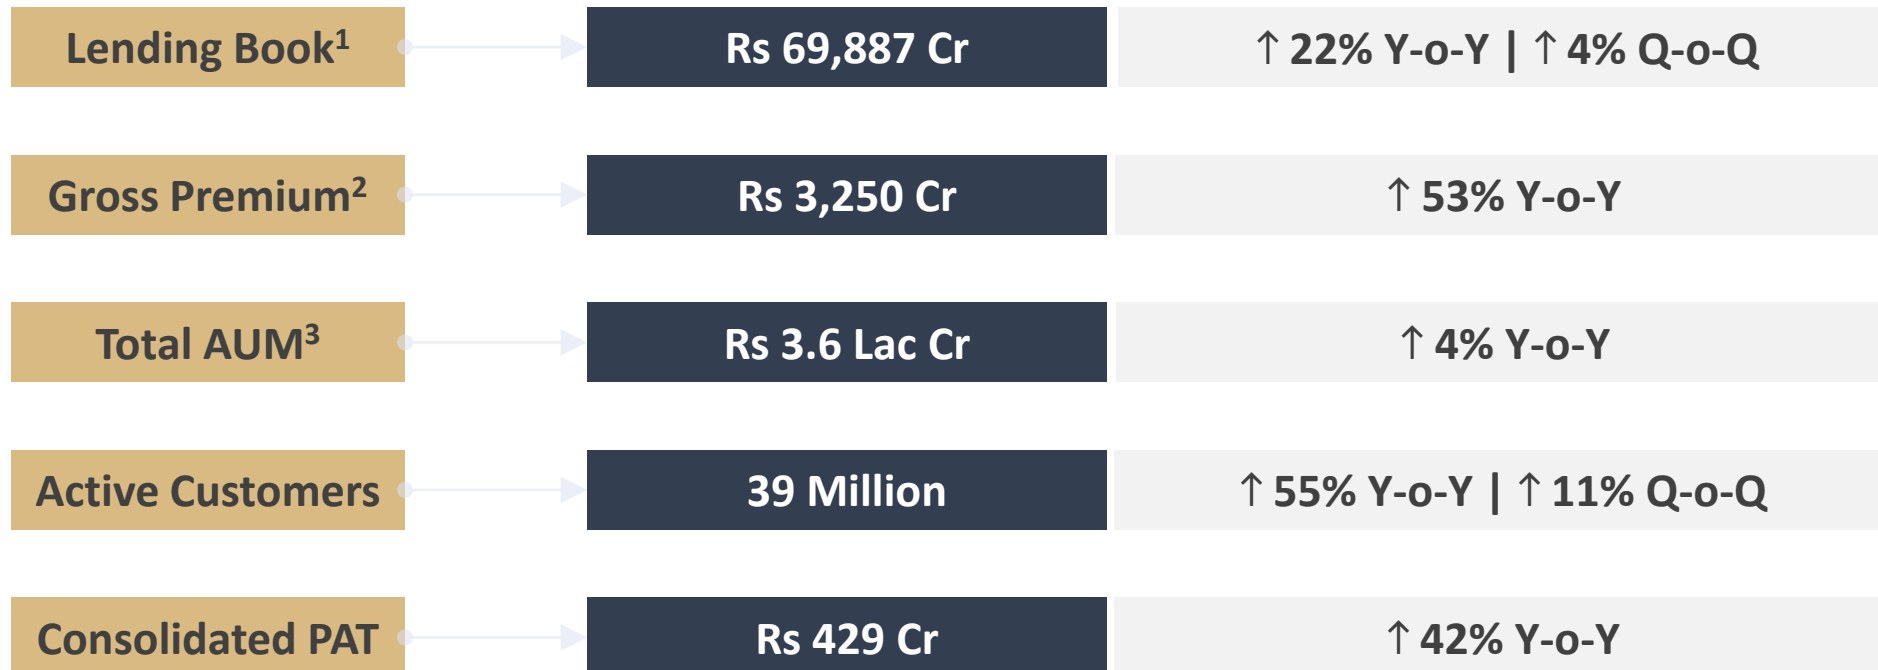 Lending Book¹ Rs 69,887 Cr ↑ 22% Y-o-Y | ↑ 4% Q-o-Q
Gross Premium² Rs 3,250 Cr ↑ 53% Y-o-Y
Total AUM³ Rs 3.6 Lac Cr ↑ 4% Y-o-Y
Active Customers 39 Million ↑ 55% Y-o-Y | ↑ 11% Q-o-Q
Consolidated PAT Rs 429 Cr ↑ 42% Y-o-Y